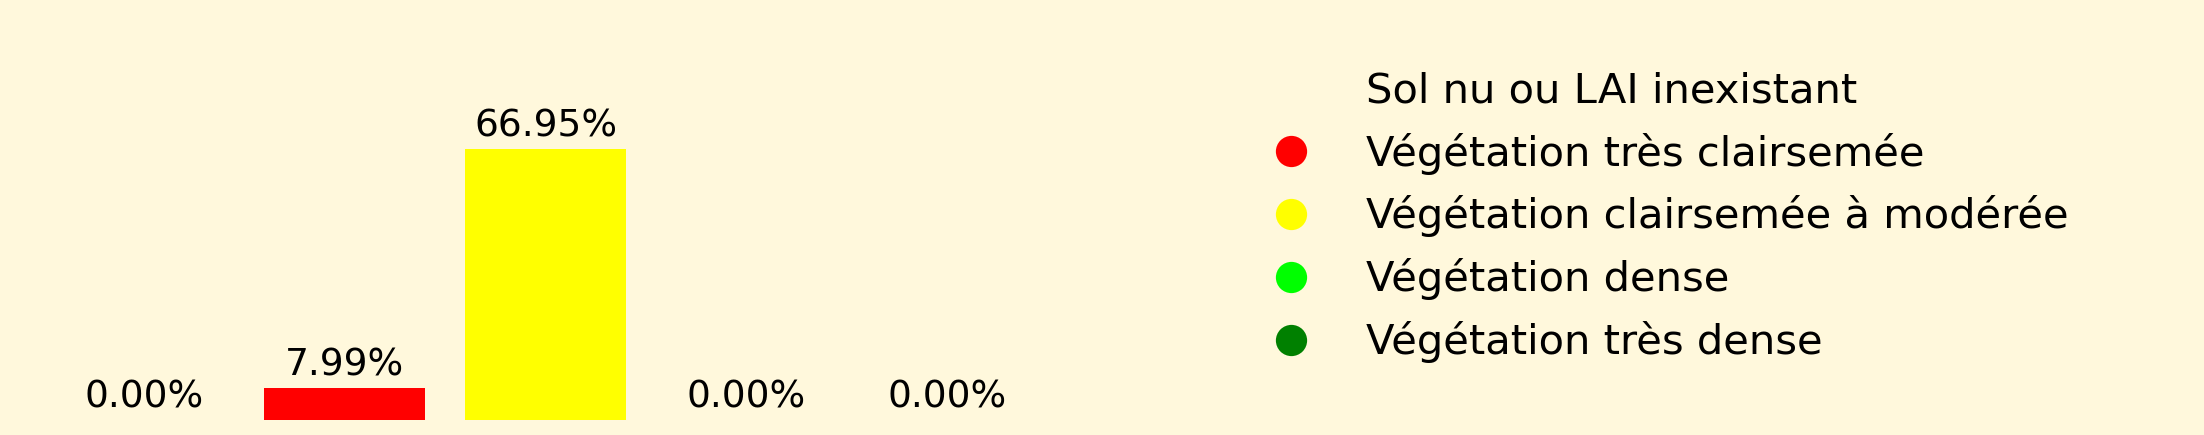 66.95%
7.99%
0.00%
0.00%
0.00%
Sol nu ou LAI inexistant
Végétation très clairsemée
Végétation clairsemée à modérée
Végétation dense
Végétation très dense